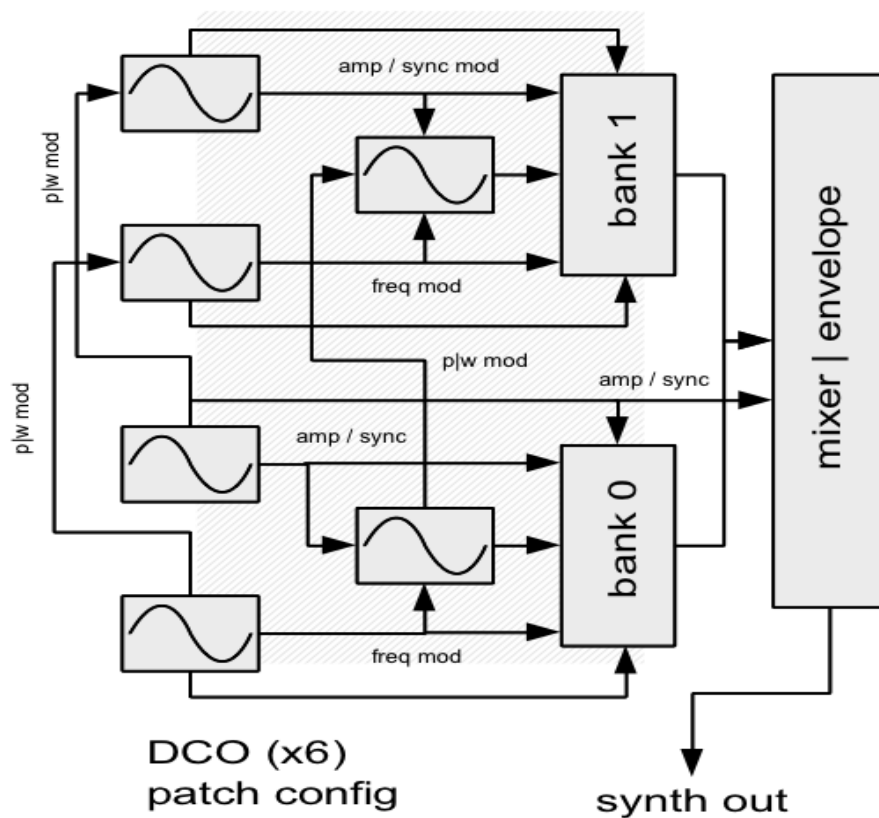 amp / sync mod
p|w mod
bank 1
freq mod
mixer | envelope
p|w mod
amp / sync
p|w mod
amp / sync
bank 0
freq mod
DCO (x6)
patch config
synth out